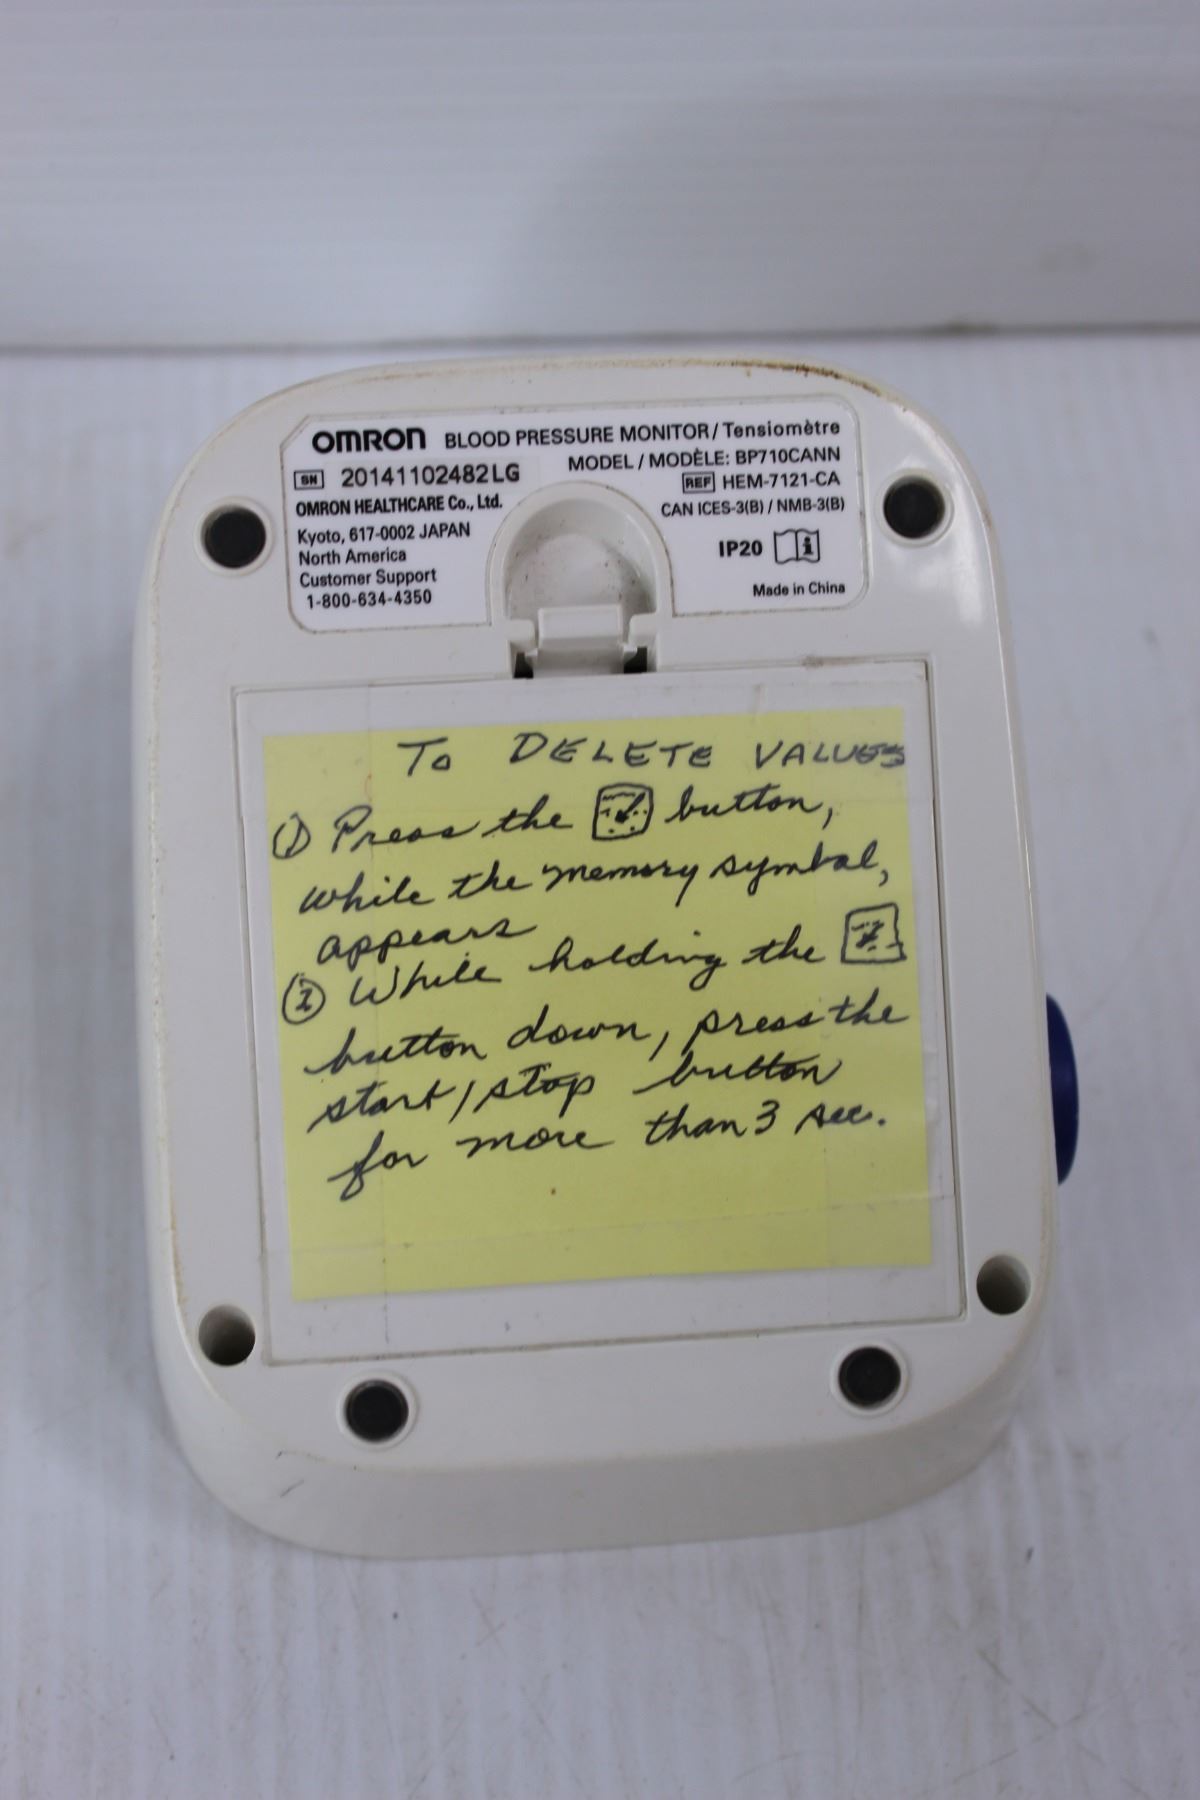 OMRON BLOOD PRESSURE MONITOR / Tensiomètre
SN 20141102482LG
OMRON HEALTHCARE Co., Ltd.
Kyoto, 617-0002 JAPAN
North America
Customer Support
1-800-634-4350
MODEL / MODÈLE: BP710CANN
REF HEM-7121-CA
CAN ICES-3(B) / NMB-3(B)
IP20
Made in China
TO DELETE VALUES
1 Press the button,
while the memory symbol,
appears
2 While holding the
button down, press the
start/stop button
for more than 3 sec.